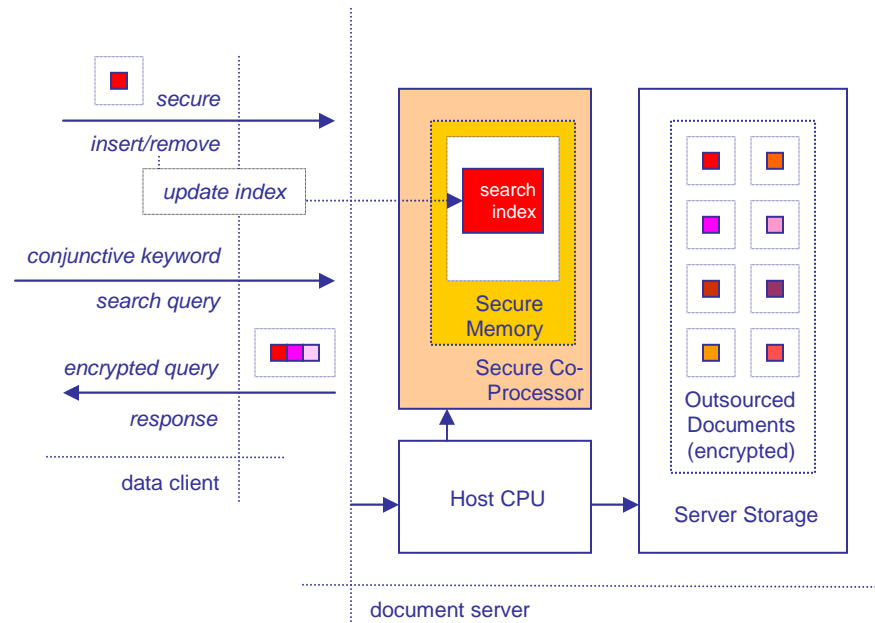 secure
insert/remove
update index
conjunctive keyword
search query
encrypted query
response
data client
search
index
Secure
Memory
Secure Co-
Processor
Host CPU
Outsourced
Documents
(encrypted)
Server Storage
document server